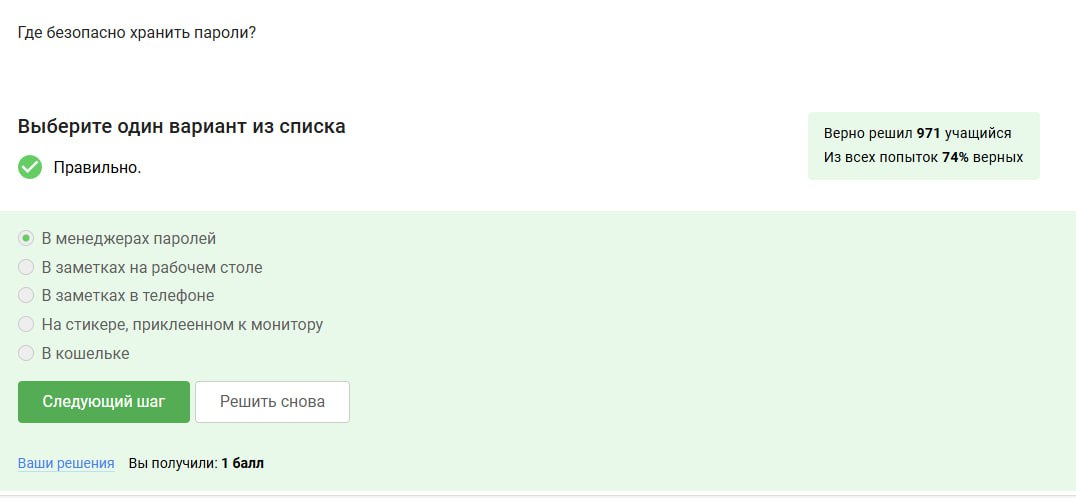 Где безопасно хранить пароли?
Выберите один вариант из списка
Правильно.
Верно решил 971 учащийся
Из всех попыток 74% верных
В менеджерах паролей
В заметках на рабочем столе
В заметках в телефоне
На стикере, приклеенном к монитору
В кошельке
Следующий шаг
Решить снова
Ваши решения Вы получили: 1 балл